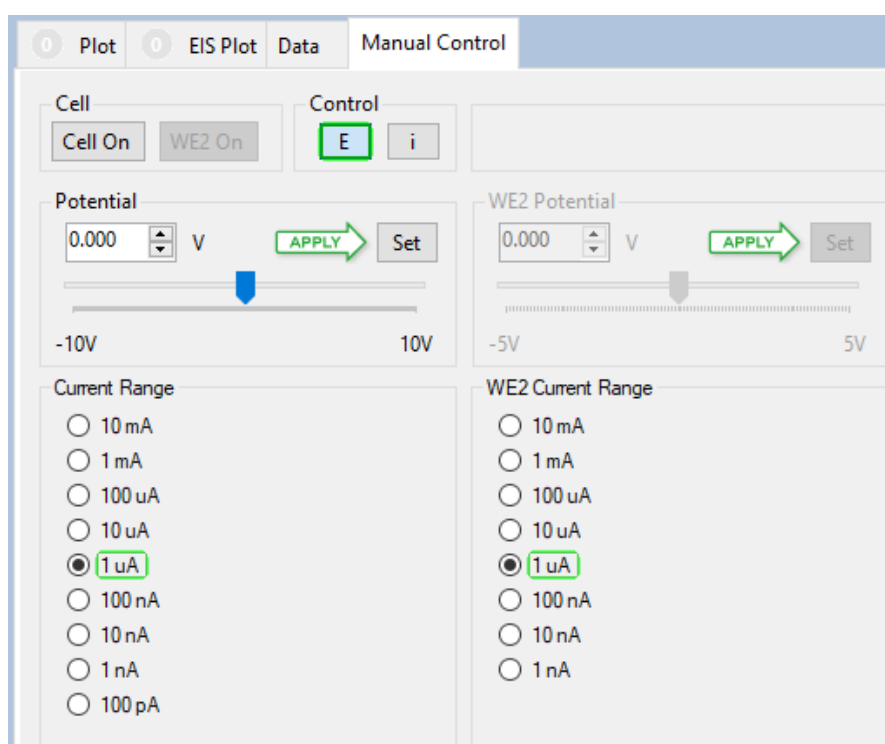 0 Plot 0 EIS Plot Data Manual Control
Cell Control
Cell On WE2 On E i
Potential WE2 Potential
0.000 V APPLY Set 0.000 V APPLY Set
-10V 10V -5V 5V
Current Range WE2 Current Range
10 mA 10 mA
1 mA 1 mA
100 uA 100 uA
10 uA 10 uA
1 uA 1 uA
100 nA 100 nA
10 nA 10 nA
1 nA 1 nA
100 pA